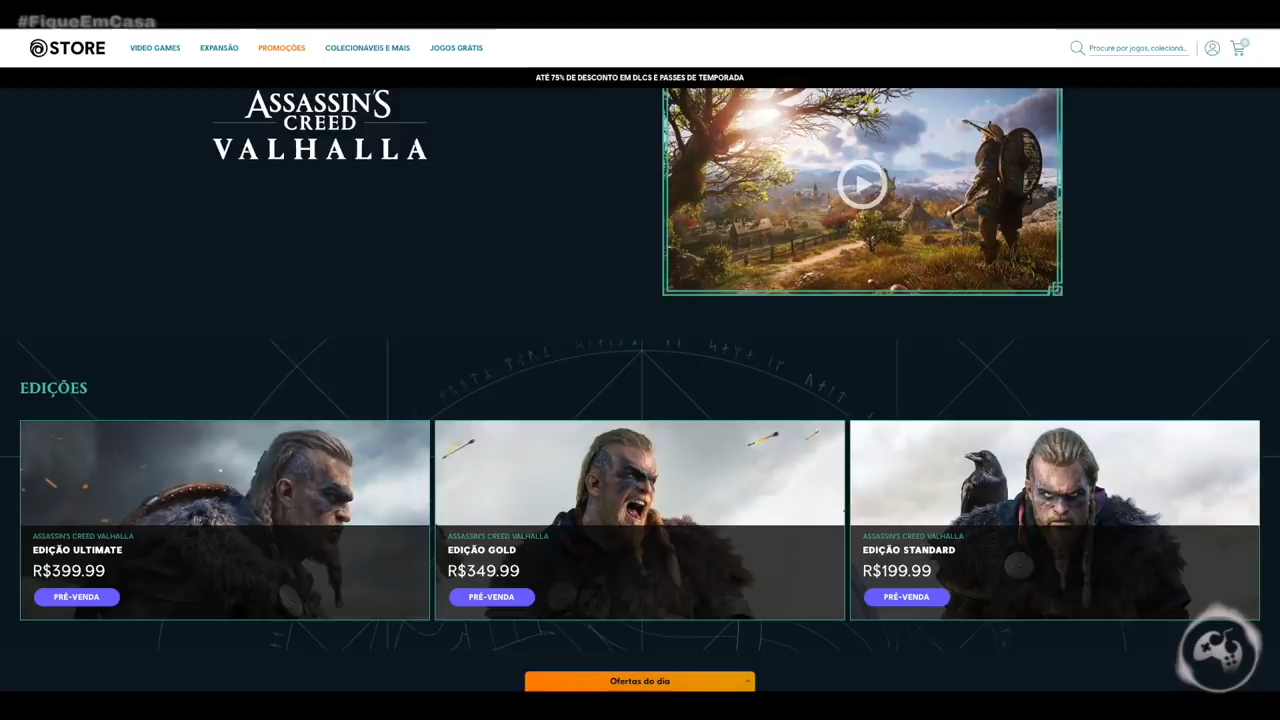 #FiqueEmCasa
STORE
VIDEO GAMES
EXPANSÃO
PROMOÇÕES
COLECIONÁVEIS E MAIS
JOGOS GRÁTIS
Procure por jogos, colecioná...
0
ATÉ 75% DE DESCONTO EM DLCS E PASSES DE TEMPORADA
ASSASSIN'S
CREED
VALHALLA
EDIÇÕES
ASSASSIN'S CREED VALHALLA
EDIÇÃO ULTIMATE
R$399.99
PRÉ-VENDA
ASSASSIN'S CREED VALHALLA
EDIÇÃO GOLD
R$349.99
PRÉ-VENDA
ASSASSIN'S CREED VALHALLA
EDIÇÃO STANDARD
R$199.99
PRÉ-VENDA
Ofertas do dia